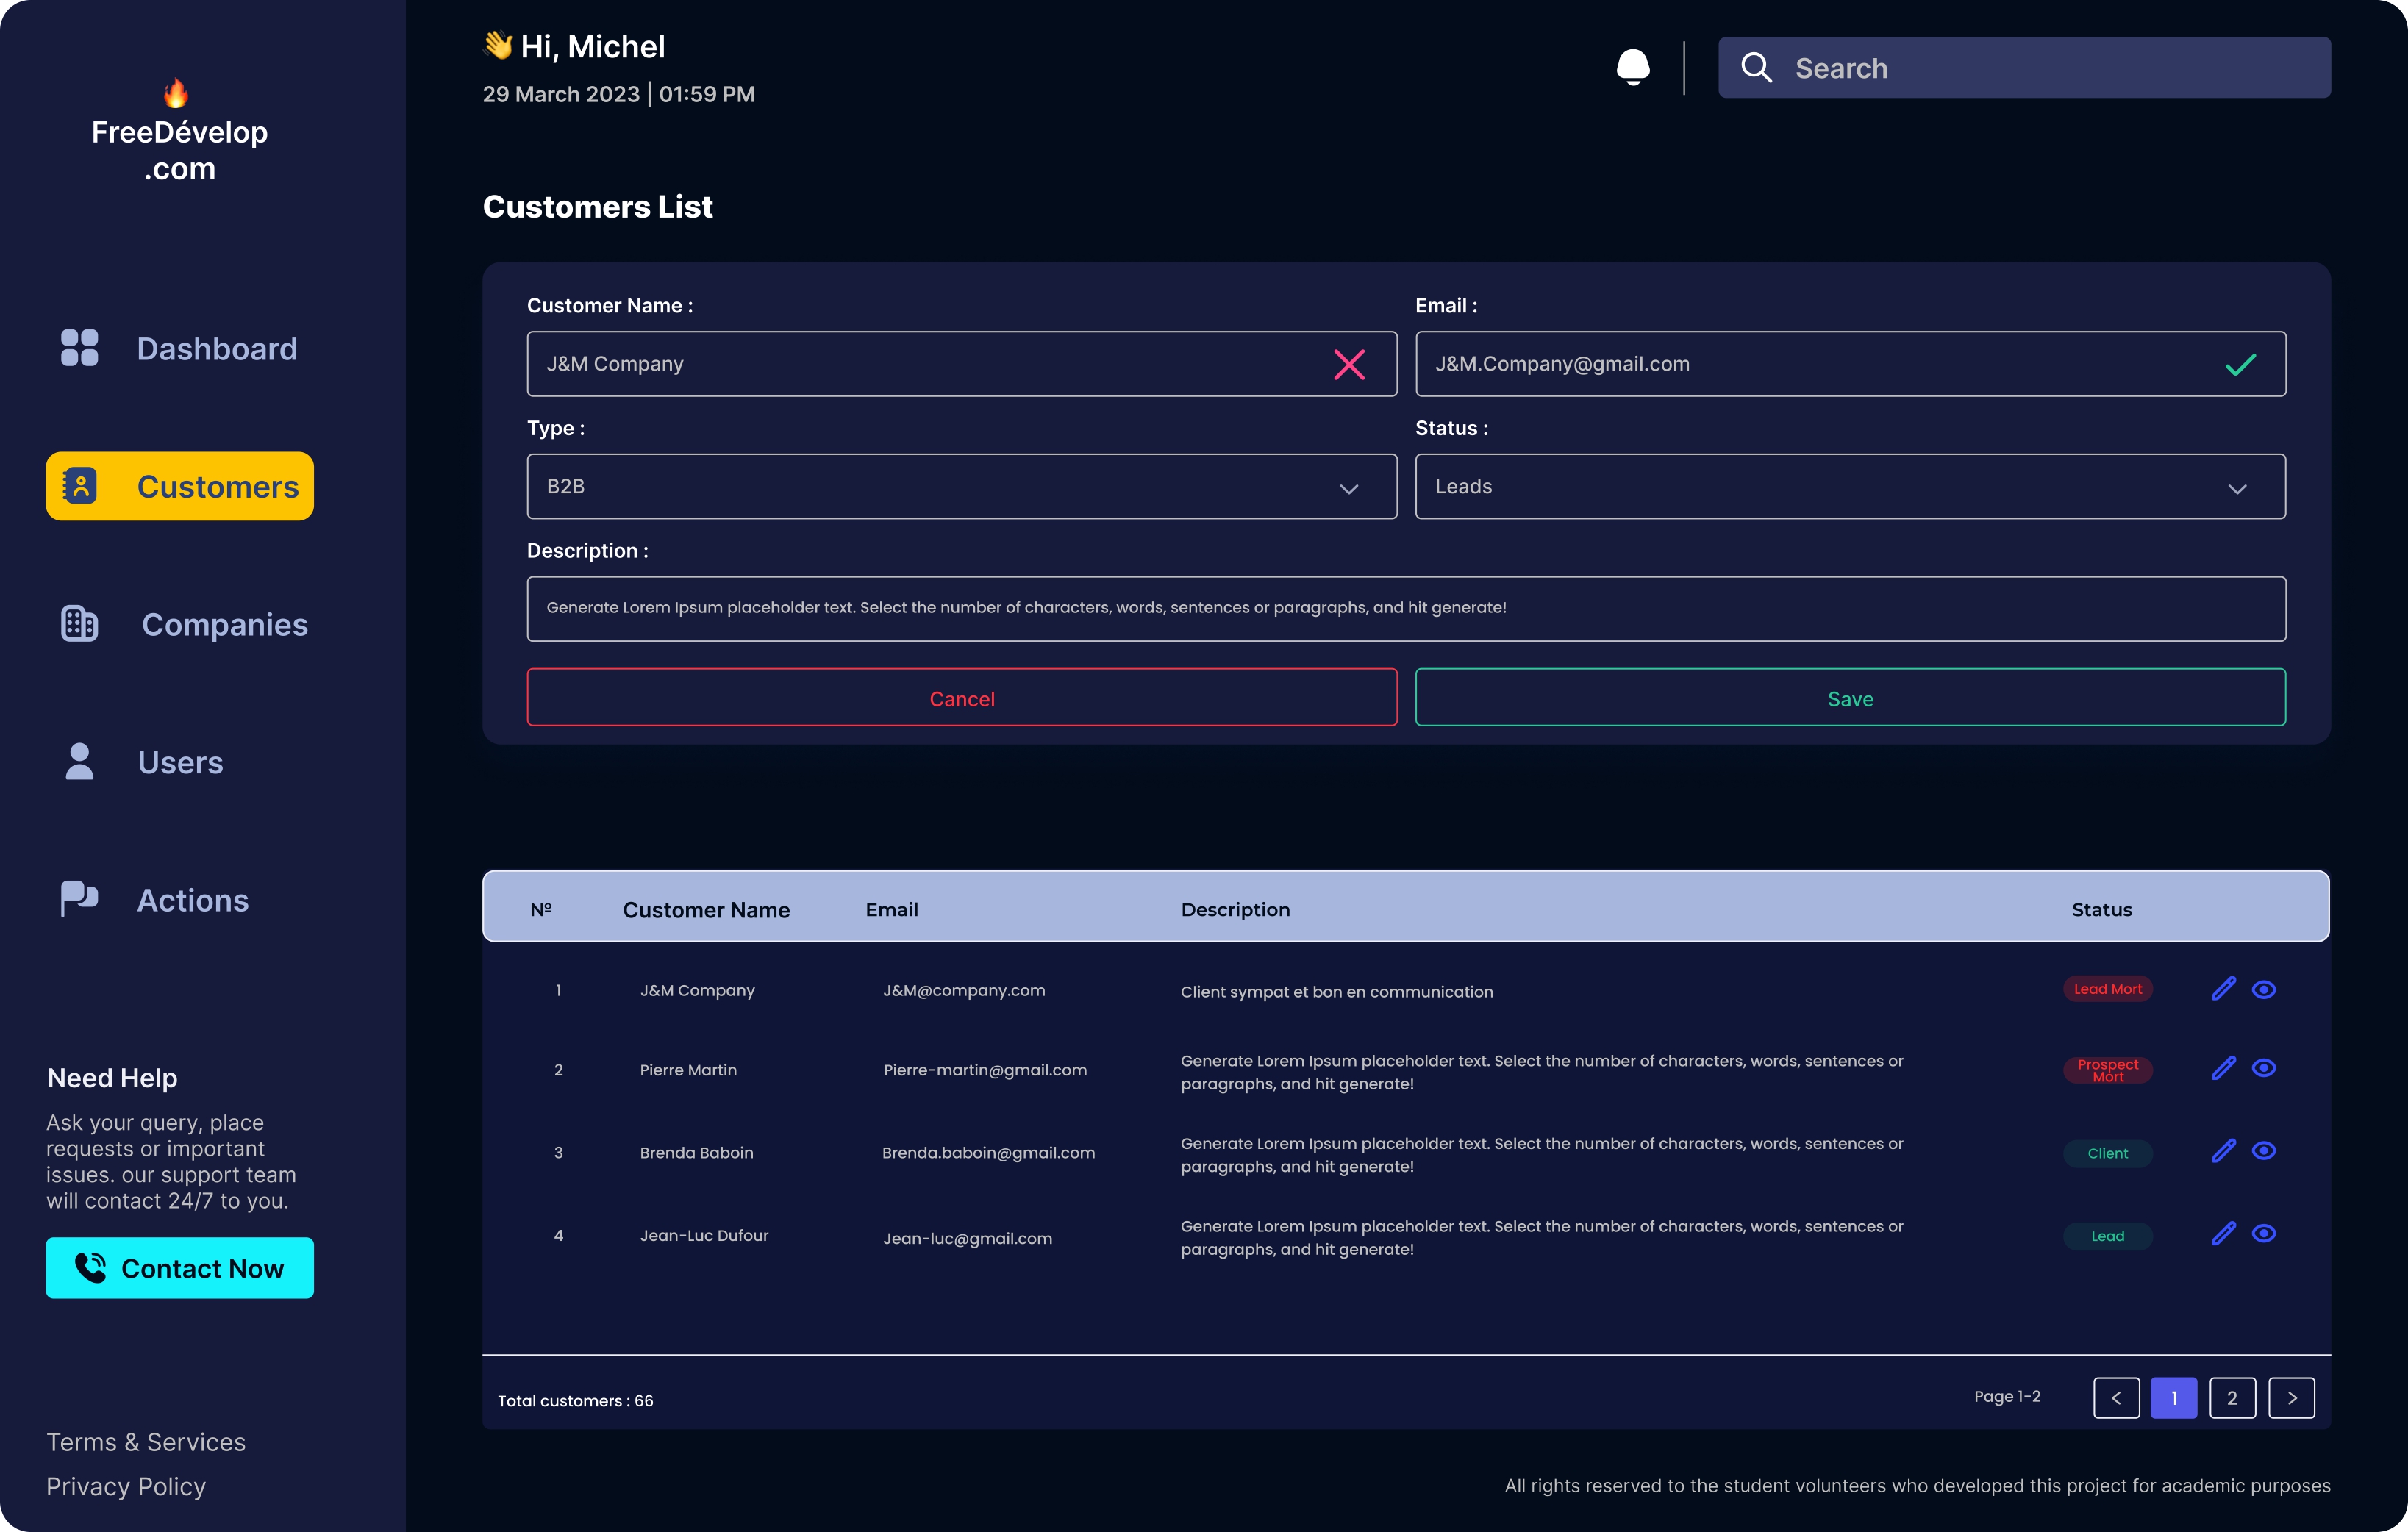 FreeDévelop
.com
Dashboard
Customers
Companies
Users
Actions
Need Help
Ask your query, place
requests or important
issues. our support team
will contact 24/7 to you.
Contact Now
Terms & Services
Privacy Policy
Hi, Michel
29 March 2023 | 01:59 PM
Search
Customers List
Customer Name :
Email :
J&M Company
J&M.Company@gmail.com
Type :
Status :
B2B
Leads
Description :
Generate Lorem Ipsum placeholder text. Select the number of characters, words, sentences or paragraphs, and hit generate!
Cancel
Save
Nº Customer Name Email Description Status
1 J&M Company J&M@company.com Client sympat et bon en communication Lead Mort
2 Pierre Martin Pierre-martin@gmail.com
Generate Lorem Ipsum placeholder text. Select the number of characters, words, sentences or
paragraphs, and hit generate!
Prospect
Mort
3 Brenda Baboin Brenda.baboin@gmail.com
Generate Lorem Ipsum placeholder text. Select the number of characters, words, sentences or
paragraphs, and hit generate!
Client
4 Jean-Luc Dufour Jean-luc@gmail.com
Generate Lorem Ipsum placeholder text. Select the number of characters, words, sentences or
paragraphs, and hit generate!
Lead
Total customers : 66
Page 1-2
< 1 2 >
All rights reserved to the student volunteers who developed this project for academic purposes